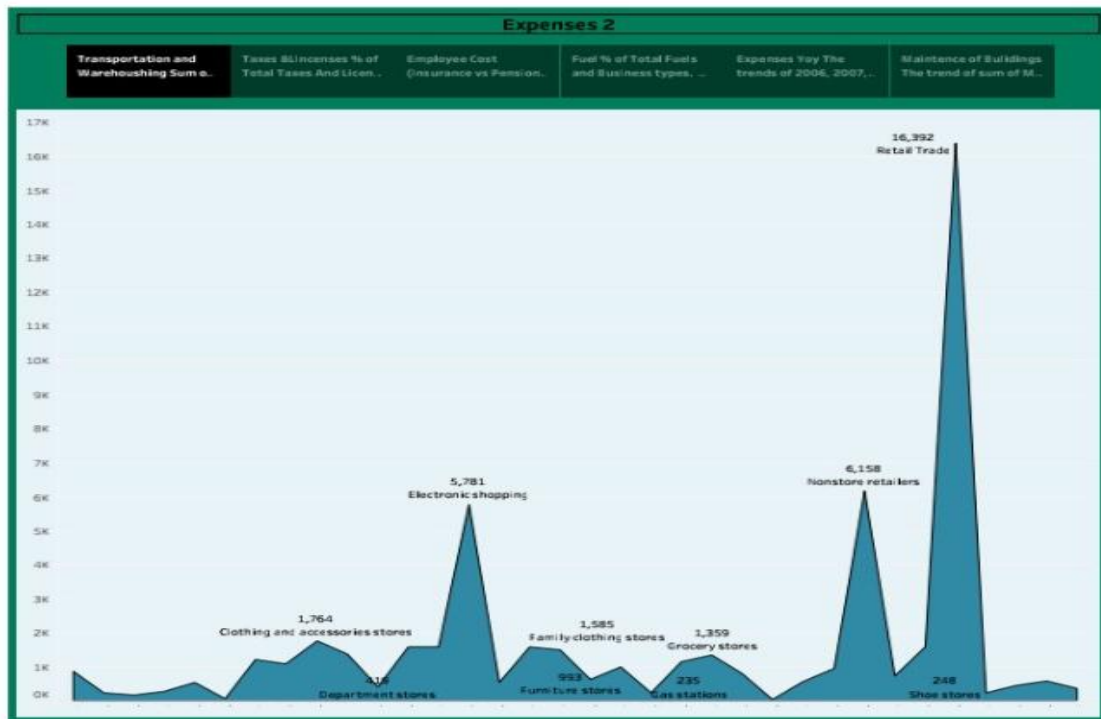 Expenses 2
Transportation and
Warehoushing Sum o..
Taxes &Lincenses % of
Total Taxes And Licen..
Employee Cost
(Insurance vs Pension..
Fuel % of Total Fuels
and Business types, ..
Expenses Yoy The
trends of 2006, 2007,..
Maintence of Buildings
The trend of sum of M..
17K
16K
15K
14K
13K
12K
11K
10K
9K
8K
7K
6K
5K
4K
3K
2K
1K
0K
1,764
Clothing and accessories stores
Department stores
5,781
Electronic shopping
1,585
Family clothing stores
993
Furniture stores
1,359
Grocery stores
235
Gas stations
6,158
Nonstore retailers
16,392
Retail Trade
248
Shoe stores